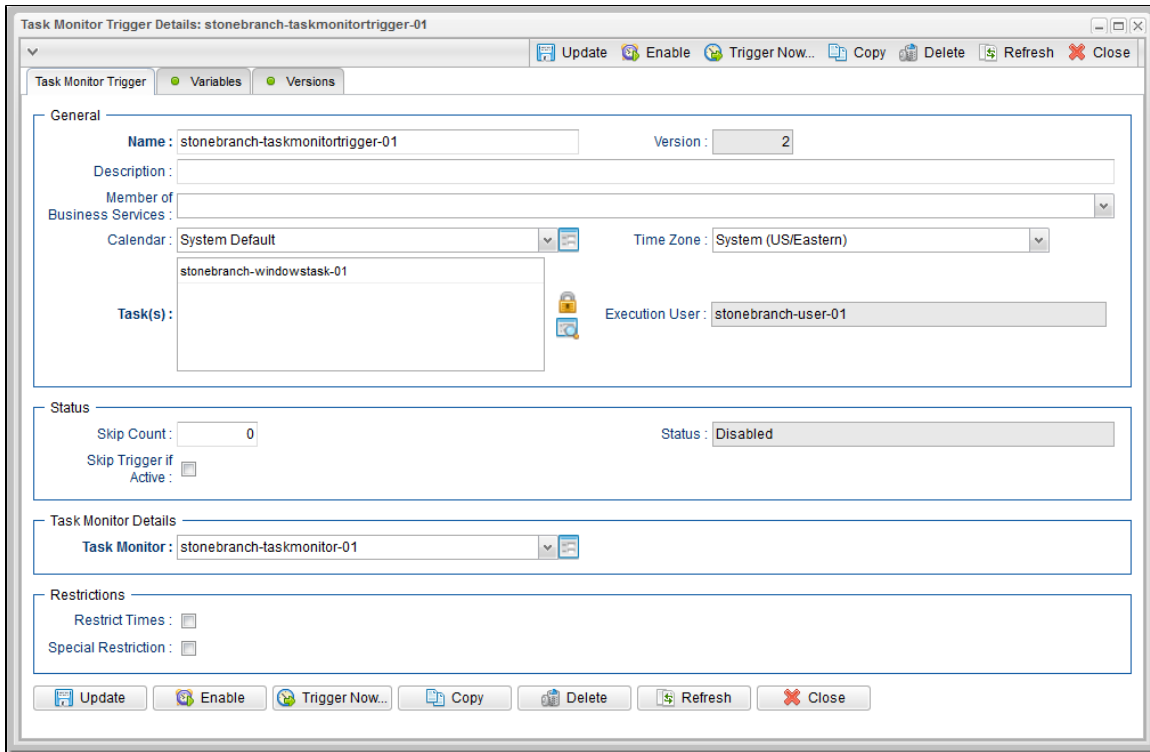 Task Monitor Trigger Details: stonebranch-taskmonitortrigger-01
Update Enable Trigger Now... Copy Delete Refresh Close
Task Monitor Trigger Variables Versions
General
Name : stonebranch-taskmonitortrigger-01 Version : 2
Description :
Member of
Business Services :
Calendar : System Default Time Zone : System (US/Eastern)
stonebranch-windowstask-01
Task(s) : Execution User : stonebranch-user-01
Status
Skip Count : 0 Status : Disabled
Skip Trigger if
Active :
Task Monitor Details
Task Monitor : stonebranch-taskmonitor-01
Restrictions
Restrict Times :
Special Restriction :
Update Enable Trigger Now... Copy Delete Refresh Close